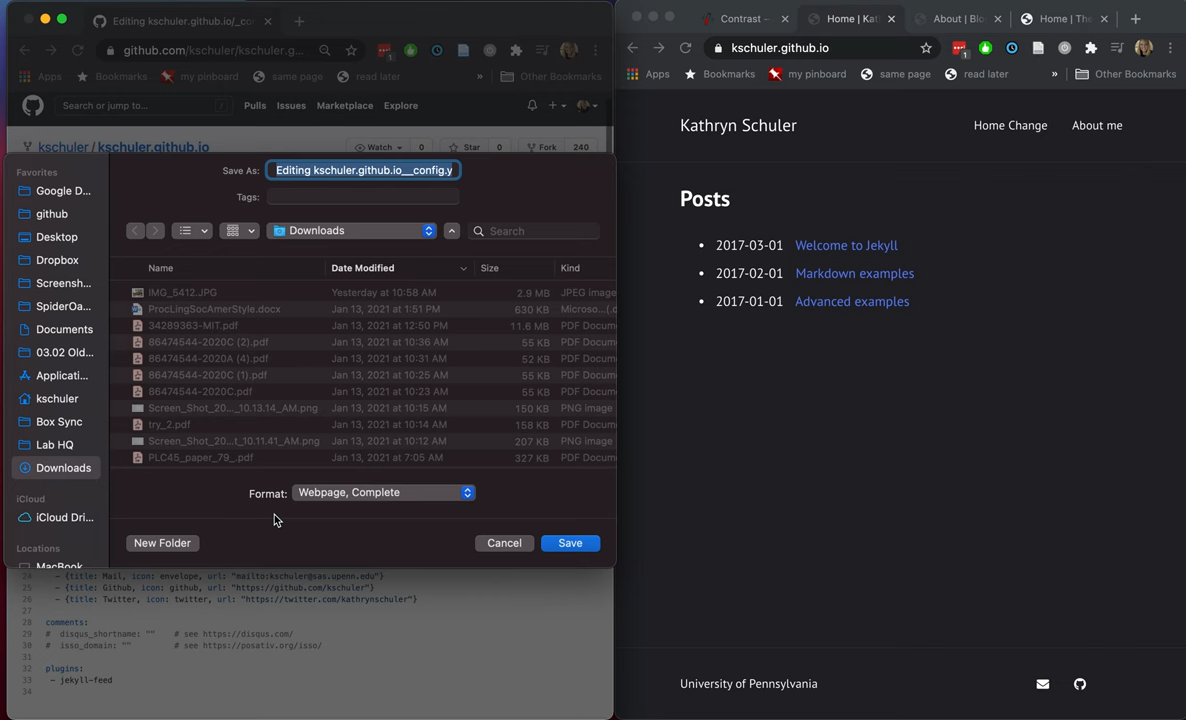 Editing kschuler.github.io/_co
github.com/kschuler/kschuler.g...
Apps
Bookmarks
my pinboard
same page
read later
»
Other Bookmarks
Search or jump to...
/
Pulls
Issues
Marketplace
Explore
kschuler / kschuler.github.io
Watch
0
Star
0
Fork
240
Save As:
Editing kschuler.github.io__config.y
Tags:
Downloads
Search
Name
Date Modified
Size
Kind
IMG_5412.JPG
Yesterday at 10:58 AM
2.9 MB
JPEG image
ProcLingSocAmerStyle.docx
Jan 13, 2021 at 1:51 PM
630 KB
Microso...(.d
34289363-MIT.pdf
Jan 13, 2021 at 12:50 PM
11.6 MB
PDF Docum
86474544-2020C (2).pdf
Jan 13, 2021 at 10:36 AM
55 KB
PDF Docum
86474544-2020A (4).pdf
Jan 13, 2021 at 10:31 AM
52 KB
PDF Docum
86474544-2020C (1).pdf
Jan 13, 2021 at 10:25 AM
55 KB
PDF Docum
86474544-2020C.pdf
Jan 13, 2021 at 10:23 AM
55 KB
PDF Docum
Screen_Shot_20..._10.13.14_AM.png
Jan 13, 2021 at 10:15 AM
150 KB
PNG image
try_2.pdf
Jan 13, 2021 at 10:14 AM
158 KB
PDF Docum
Screen_Shot_20...t_10.11.41_AM.png
Jan 13, 2021 at 10:12 AM
207 KB
PNG image
PLC45_paper_79_.pdf
Jan 13, 2021 at 7:05 AM
327 KB
PDF Docum
Favorites
Google D...
github
Desktop
Dropbox
Screensh...
SpiderOa...
Documents
03.02 Old...
Applicati...
kschuler
Box Sync
Lab HQ
Downloads
iCloud
iCloud Dri...
Locations
MacBook
Format:
Webpage, Complete
New Folder
Cancel
Save
24 - {title: Mail, icon: envelope, url: "mailto:kschuler@sas.upenn.edu"}
25 - {title: Github, icon: github, url: "https://github.com/kschuler"}
26 - {title: Twitter, icon: twitter, url: "https://twitter.com/kathrynschuler"}
27
28 comments:
29 # disqus_shortname: "" # see https://disqus.com/
30 # isso_domain: "" # see https://posativ.org/isso/
31
32 plugins:
33 - jekyll-feed
34
Contrast –
Home | Kat
About | Blo
Home | The
kschuler.github.io
1
Apps
Bookmarks
my pinboard
same page
read later
»
Other Bookmarks
Kathryn Schuler
Home Change
About me
Posts
• 2017-03-01 Welcome to Jekyll
• 2017-02-01 Markdown examples
• 2017-01-01 Advanced examples
University of Pennsylvania